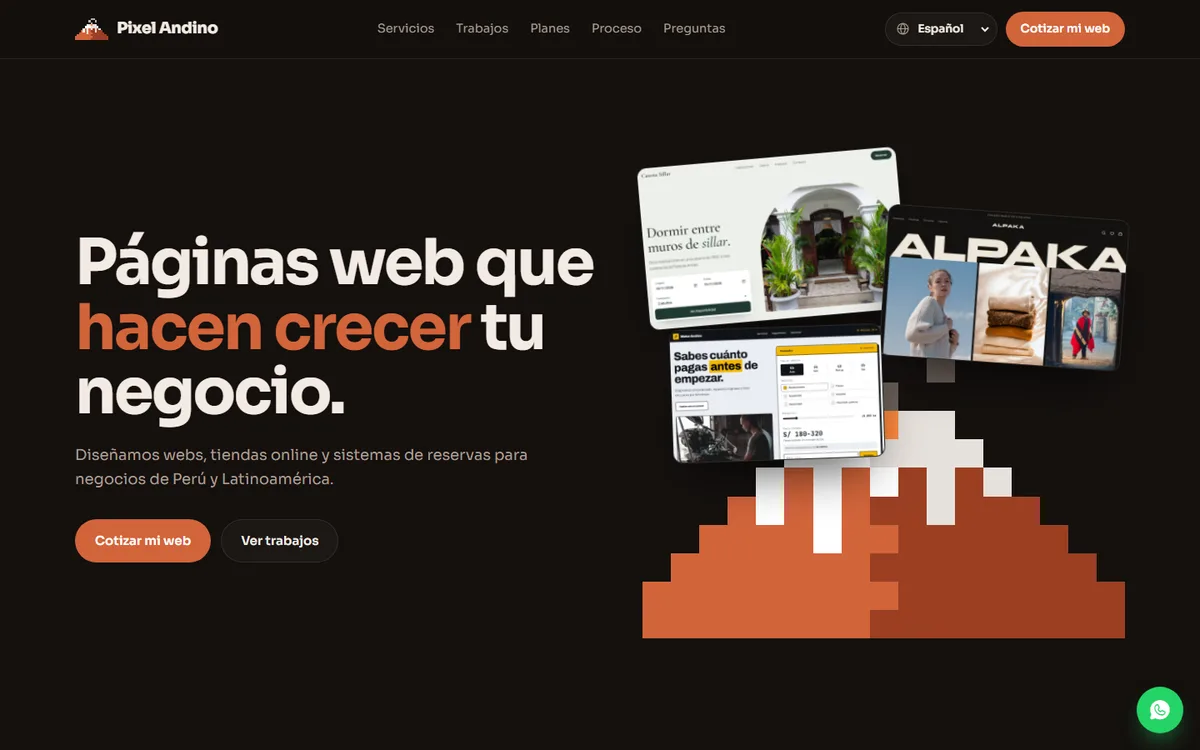 Pixel Andino
Servicios
Trabajos
Planes
Proceso
Preguntas
Español
Cotizar mi web
Páginas web que
hacen crecer tu
negocio.
Diseñamos webs, tiendas online y sistemas de reservas para
negocios de Perú y Latinoamérica.
Cotizar mi web
Ver trabajos
Dormir entre
muros de sillar.
ALPAKA
ALPAKA
Sabes cuánto
pagas antes de
empezar.
S/ 180-320